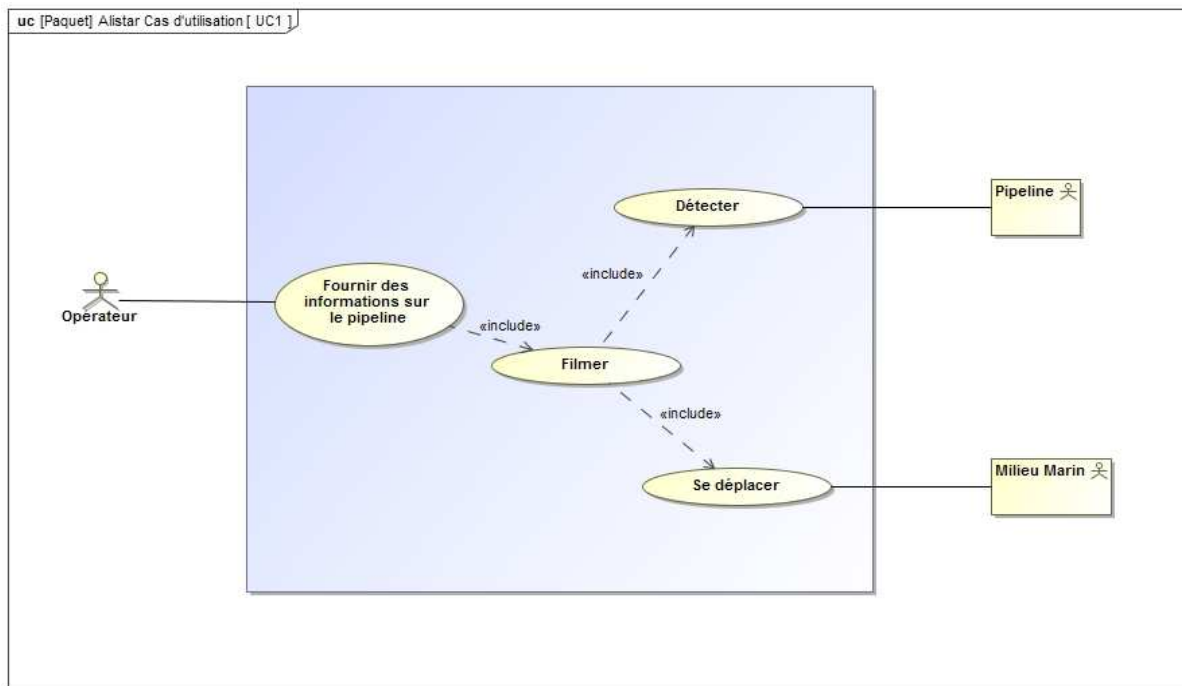 uc [Paquet] Alistar Cas d'utilisation [ UC1 ]
Détecter
Pipeline
«include»
Fournir des
informations sur
le pipeline
Opérateur
«include»
Filmer
«include»
Se déplacer
Milieu Marin